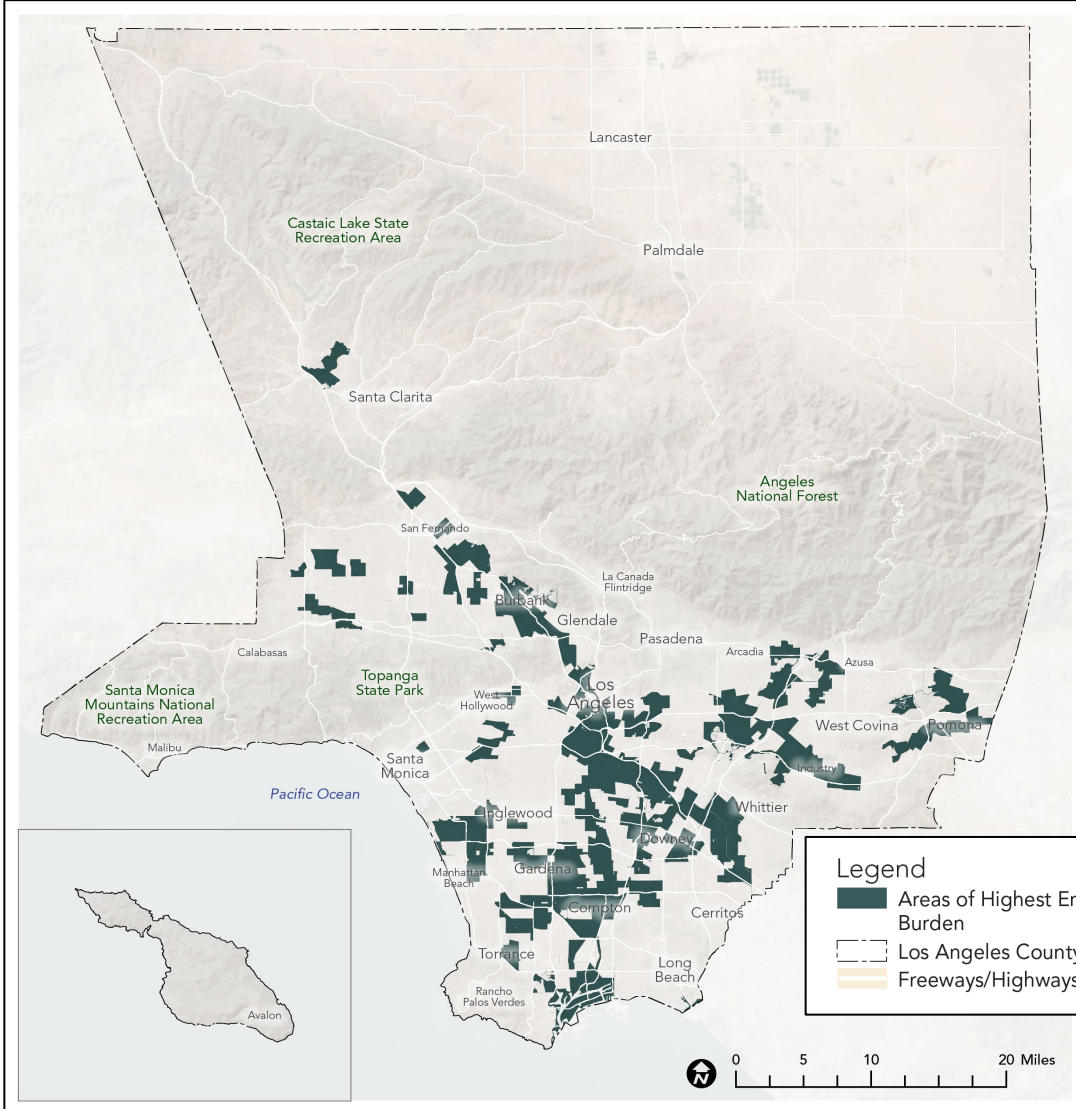 Lancaster
Castaic Lake State
Recreation Area
Palmdale
Santa Clarita
Angeles
National Forest
San Fernando
La Canada
Flintridge
Burbank
Glendale
Pasadena
Calabasas
Arcadia
Azusa
Topanga
State Park
Santa Monica
Mountains National
Recreation Area
West
Hollywood
Los
Angeles
West Covina
Pomona
Malibu
Santa
Monica
Industry
Pacific Ocean
Inglewood
Whittier
Downey
Manhattan
Beach
Gardena
Compton
Cerritos
Torrance
Long
Beach
Rancho
Palos Verdes
Avalon
Legend
Areas of Highest En
Burden
Los Angeles County
Freeways/Highways
N
0 5 10 20 Miles